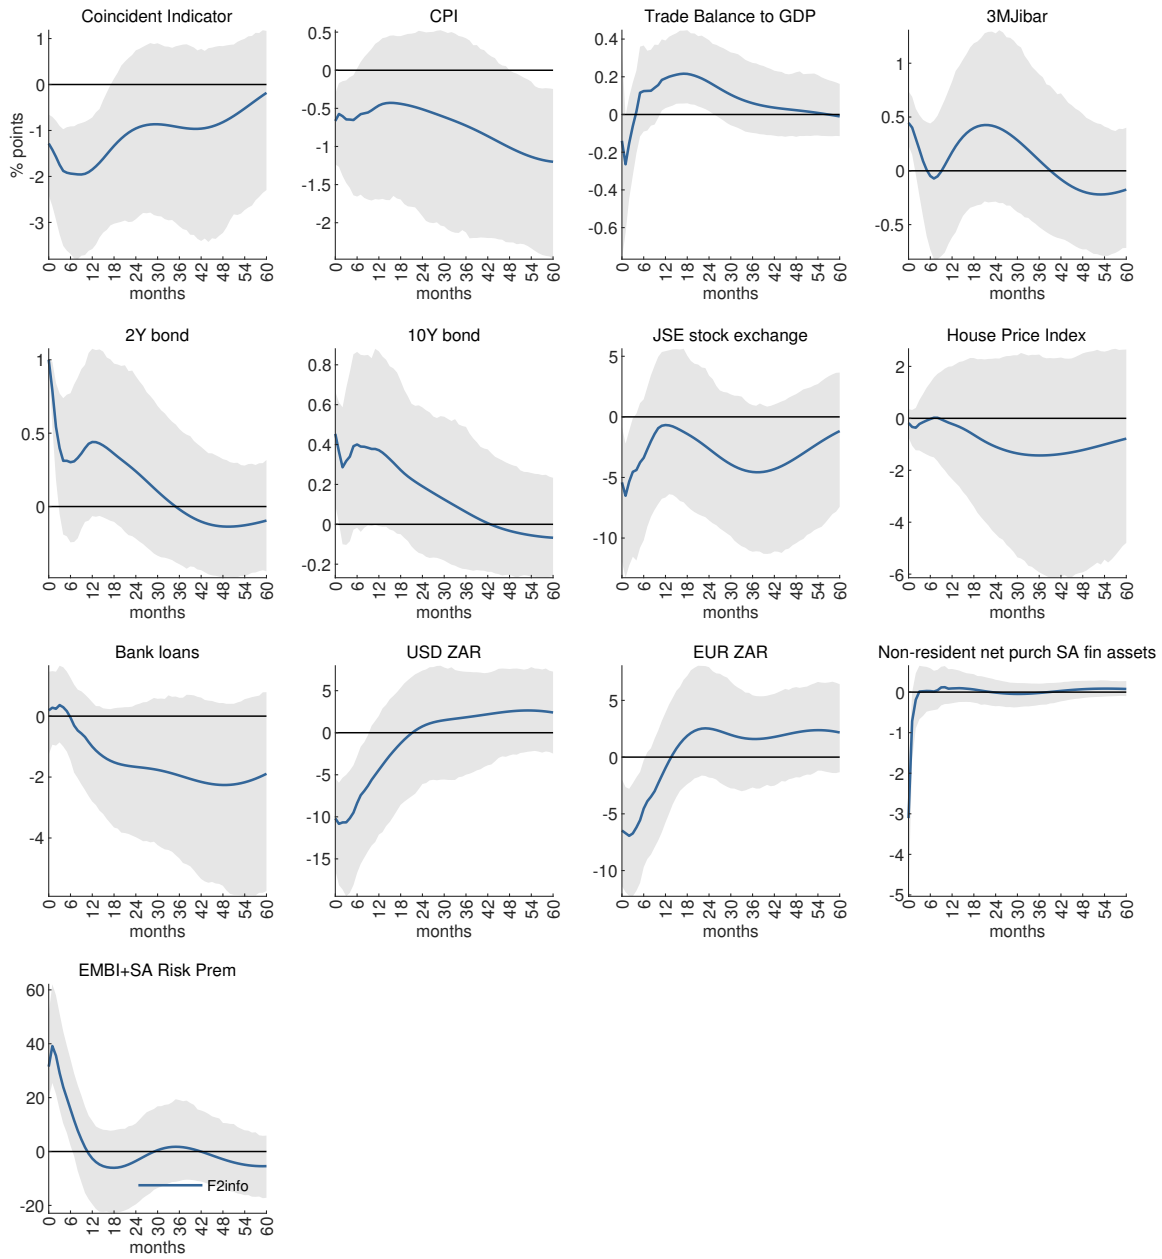 Coincident Indicator
% points
1
0
-1
-2
-3
0 6 12 18 24 30 36 42 48 54 60
months
CPI
0.5
0
-0.5
-1
-1.5
-2
0 6 12 18 24 30 36 42 48 54 60
months
Trade Balance to GDP
0.4
0.2
0
-0.2
-0.4
-0.6
0 6 12 18 24 30 36 42 48 54 60
months
3MJibar
1
0.5
0
-0.5
0 6 12 18 24 30 36 42 48 54 60
months
2Y bond
1
0.5
0
0 6 12 18 24 30 36 42 48 54 60
months
10Y bond
0.8
0.6
0.4
0.2
0
-0.2
0 6 12 18 24 30 36 42 48 54 60
months
JSE stock exchange
5
0
-5
-10
0 6 12 18 24 30 36 42 48 54 60
months
House Price Index
2
0
-2
-4
-6
0 6 12 18 24 30 36 42 48 54 60
months
Bank loans
0
-2
-4
0 6 12 18 24 30 36 42 48 54 60
months
USD ZAR
5
0
-5
-10
-15
0 6 12 18 24 30 36 42 48 54 60
months
EUR ZAR
5
0
-5
-10
0 6 12 18 24 30 36 42 48 54 60
months
Non-resident net purch SA fin assets
0
-1
-2
-3
-4
-5
0 6 12 18 24 30 36 42 48 54 60
months
EMBI+SA Risk Prem
60
40
20
0
-20
F2info
0 6 12 18 24 30 36 42 48 54 60
months